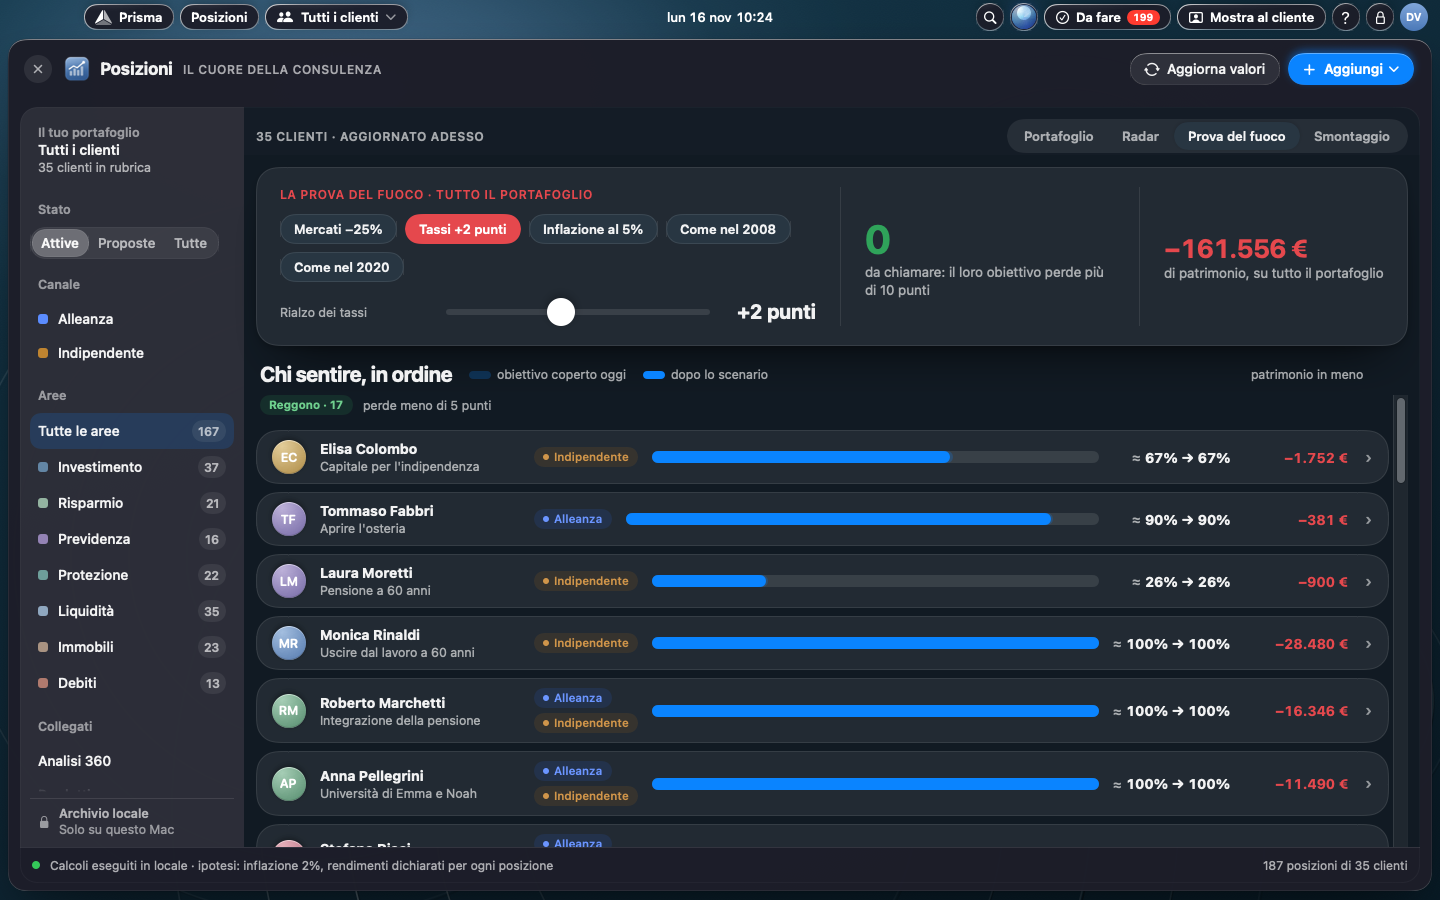 Prisma
Posizioni
Tutti i clienti
lun 16 nov 10:24
Da fare 199
Mostra al cliente
?
DV
Posizioni IL CUORE DELLA CONSULENZA
Aggiorna valori
+ Aggiungi
Il tuo portafoglio
Tutti i clienti
35 clienti in rubrica
Stato
Attive Proposte Tutte
Canale
Alleanza
Indipendente
Aree
Tutte le aree 167
Investimento 37
Risparmio 21
Previdenza 16
Protezione 22
Liquidità 35
Immobili 23
Debiti 13
Collegati
Analisi 360
Archivio locale
Solo su questo Mac
35 CLIENTI · AGGIORNATO ADESSO
Portafoglio Radar Prova del fuoco Smontaggio
LA PROVA DEL FUOCO · TUTTO IL PORTAFOGLIO
Mercati −25% Tassi +2 punti Inflazione al 5% Come nel 2008
Come nel 2020
Rialzo dei tassi +2 punti
0
da chiamare: il loro obiettivo perde più
di 10 punti
−161.556 €
di patrimonio, su tutto il portafoglio
Chi sentire, in ordine obiettivo coperto oggi dopo lo scenario patrimonio in meno
Reggono · 17 perde meno di 5 punti
EC Elisa Colombo
Capitale per l'indipendenza
Indipendente
≈ 67% → 67% −1.752 € ›
TF Tommaso Fabbri
Aprire l'osteria
Alleanza
≈ 90% → 90% −381 € ›
LM Laura Moretti
Pensione a 60 anni
Indipendente
≈ 26% → 26% −900 € ›
MR Monica Rinaldi
Uscire dal lavoro a 60 anni
Indipendente
≈ 100% → 100% −28.480 € ›
RM Roberto Marchetti
Integrazione della pensione
Alleanza
Indipendente
≈ 100% → 100% −16.346 € ›
AP Anna Pellegrini
Università di Emma e Noah
Alleanza
Indipendente
≈ 100% → 100% −11.490 € ›
Alleanza
Calcoli eseguiti in locale · ipotesi: inflazione 2%, rendimenti dichiarati per ogni posizione
187 posizioni di 35 clienti